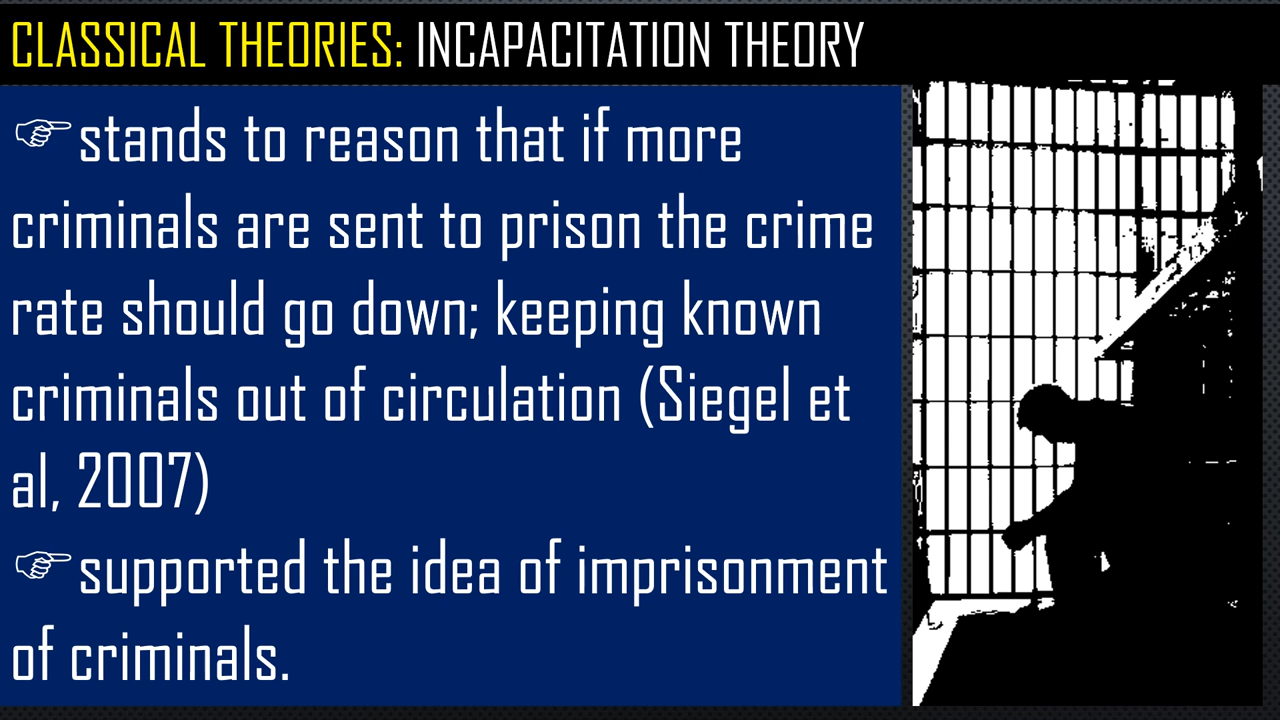 CLASSICAL THEORIES: INCAPACITATION THEORY
☞stands to reason that if more
criminals are sent to prison the crime
rate should go down; keeping known
criminals out of circulation (Siegel et
al, 2007)
☞supported the idea of imprisonment
of criminals.